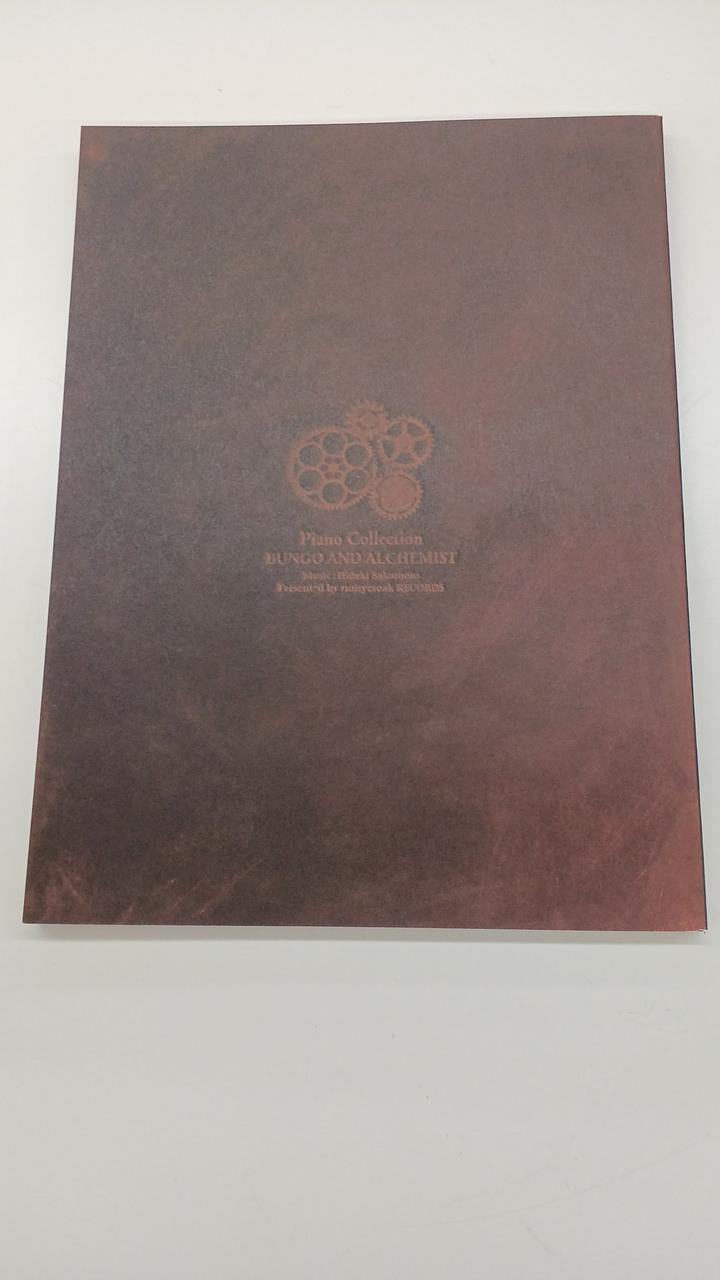 Piano Collection
BUNGO AND ALCHEMIST
Music : Hideki Sakamoto
Presented by noisycroak RECORDS